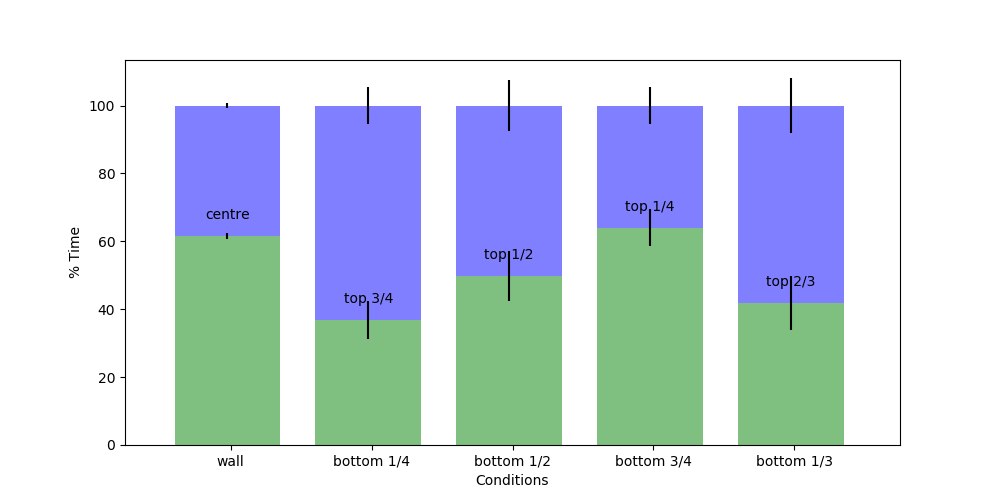 100
80
60
40
20
0
% Time
centre
top 3/4
top 1/2
top 1/4
top 2/3
wall
bottom 1/4
bottom 1/2
bottom 3/4
bottom 1/3
Conditions